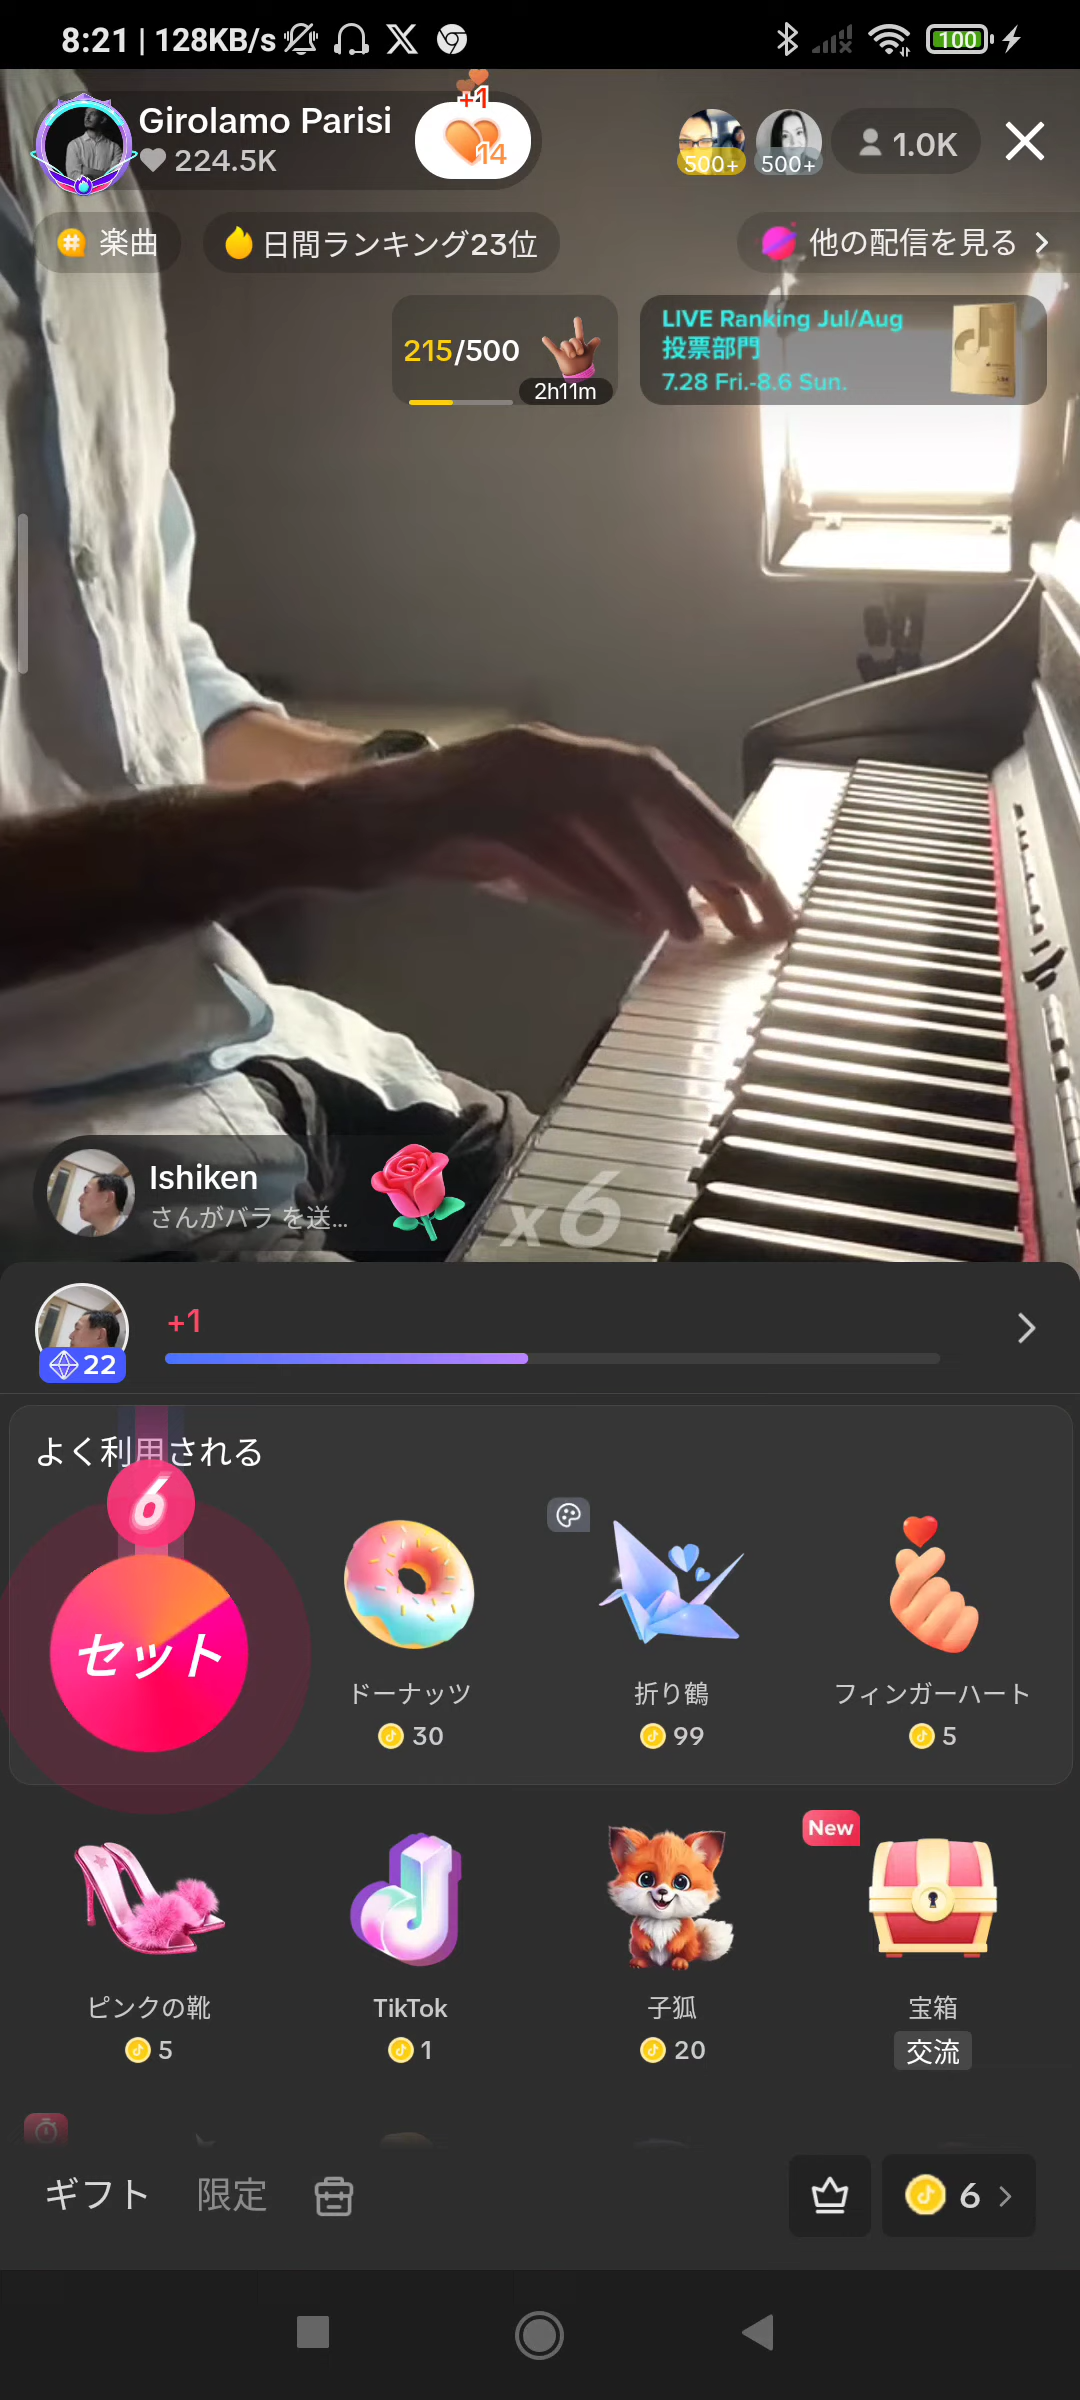 8:21 | 128KB/s
100
Girolamo Parisi
224.5K
+1
14
500+
500+
1.0K
楽曲
日間ランキング23位
他の配信を見る
215/500
2h11m
LIVE Ranking Jul/Aug
投票部門
7.28 Fri.-8.6 Sun.
Ishiken
さんがバラ を送...
x6
+1
22
よく利用される
6
セット
ドーナッツ
30
折り鶴
99
フィンガーハート
5
New
ピンクの靴
5
TikTok
1
子狐
20
宝箱
交流
ギフト
限定
6